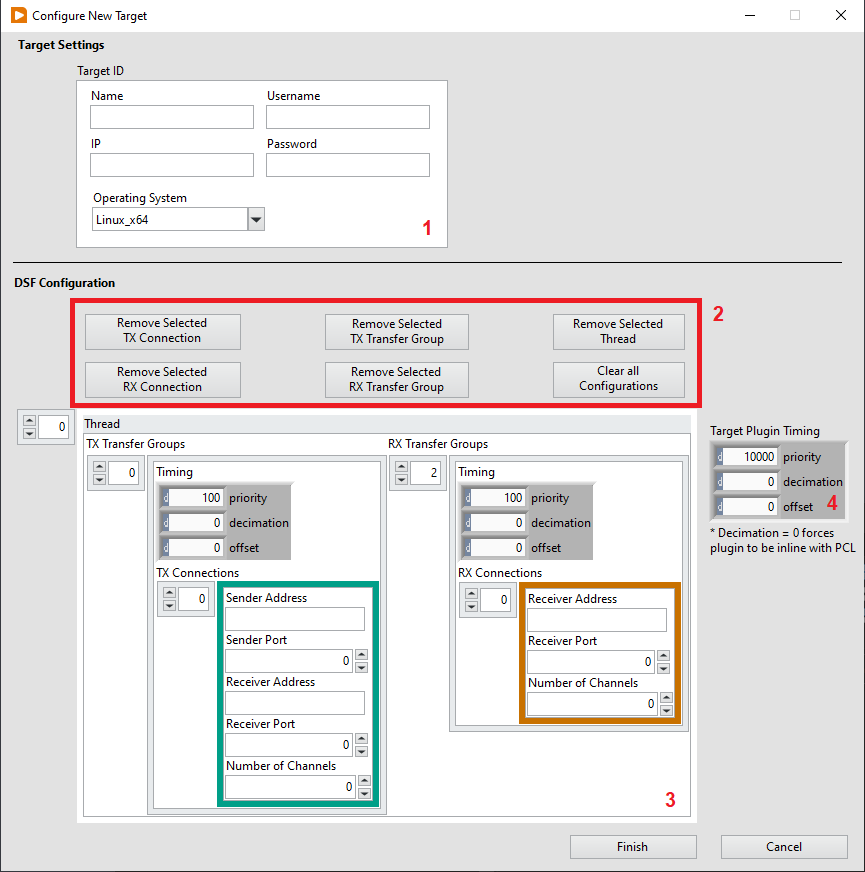 Configure New Target
Target Settings
Target ID
Name
Username
IP
Password
Operating System
Linux_x64
1
DSF Configuration
Remove Selected
TX Connection
Remove Selected
TX Transfer Group
Remove Selected
Thread
2
Remove Selected
RX Connection
Remove Selected
RX Transfer Group
Clear all
Configurations
0
Thread
TX Transfer Groups
0
Timing
d 100 priority
d 0 decimation
d 0 offset
TX Connections
0
Sender Address
Sender Port
0
Receiver Address
Receiver Port
0
Number of Channels
0
RX Transfer Groups
2
Timing
d 100 priority
d 0 decimation
d 0 offset
RX Connections
0
Receiver Address
Receiver Port
0
Number of Channels
0
3
Target Plugin Timing
d 10000 priority
d 0 decimation
d 0 offset
4
* Decimation = 0 forces
plugin to be inline with PCL
Finish
Cancel